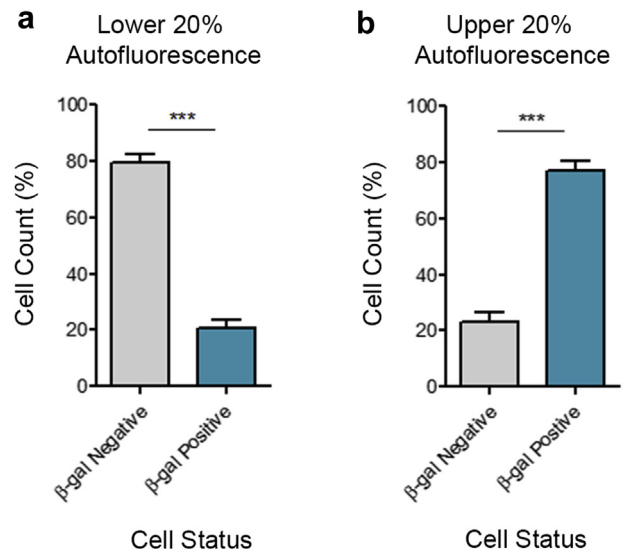 a
Lower 20%
Autofluorescence
Cell Count (%)
100
80
60
40
20
0
***
β-gal Negative
β-gal Positive
Cell Status
b
Upper 20%
Autofluorescence
Cell Count (%)
100
80
60
40
20
0
***
β-gal Negative
β-gal Postive
Cell Status